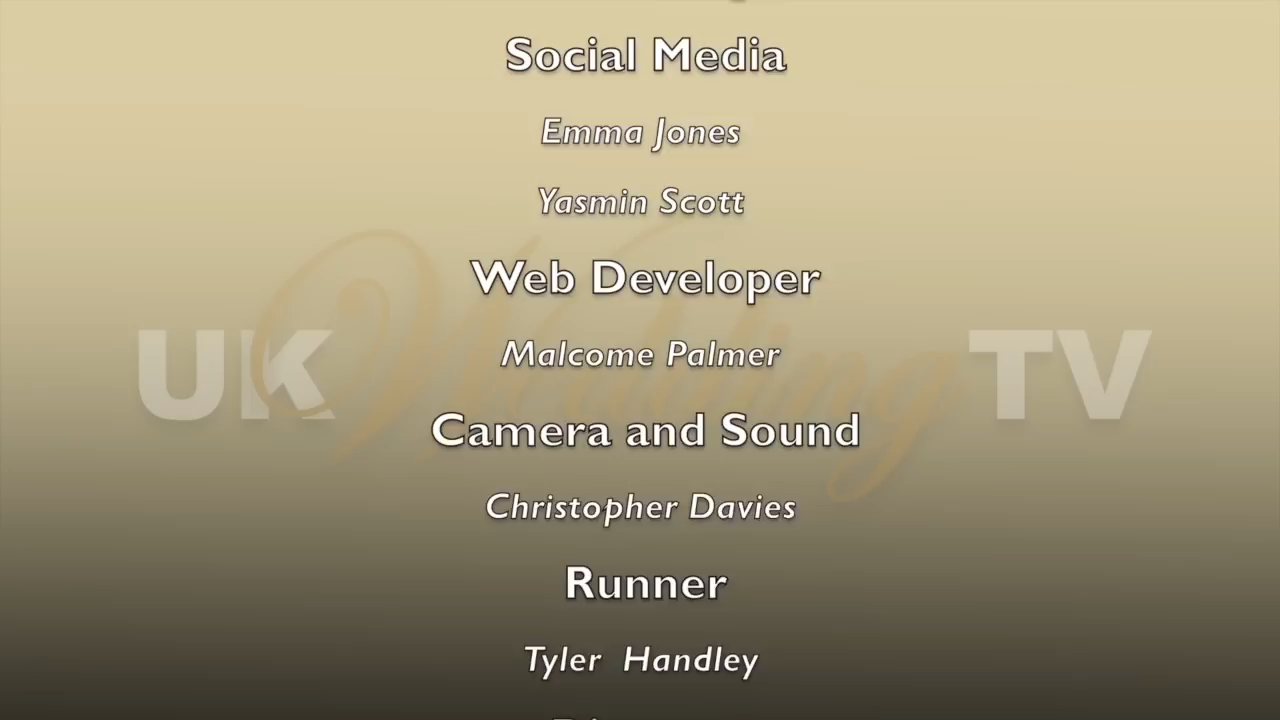 Social Media
Emma Jones
Yasmin Scott
Web Developer
Malcome Palmer
UK Wedding TV
Camera and Sound
Christopher Davies
Runner
Tyler Handley